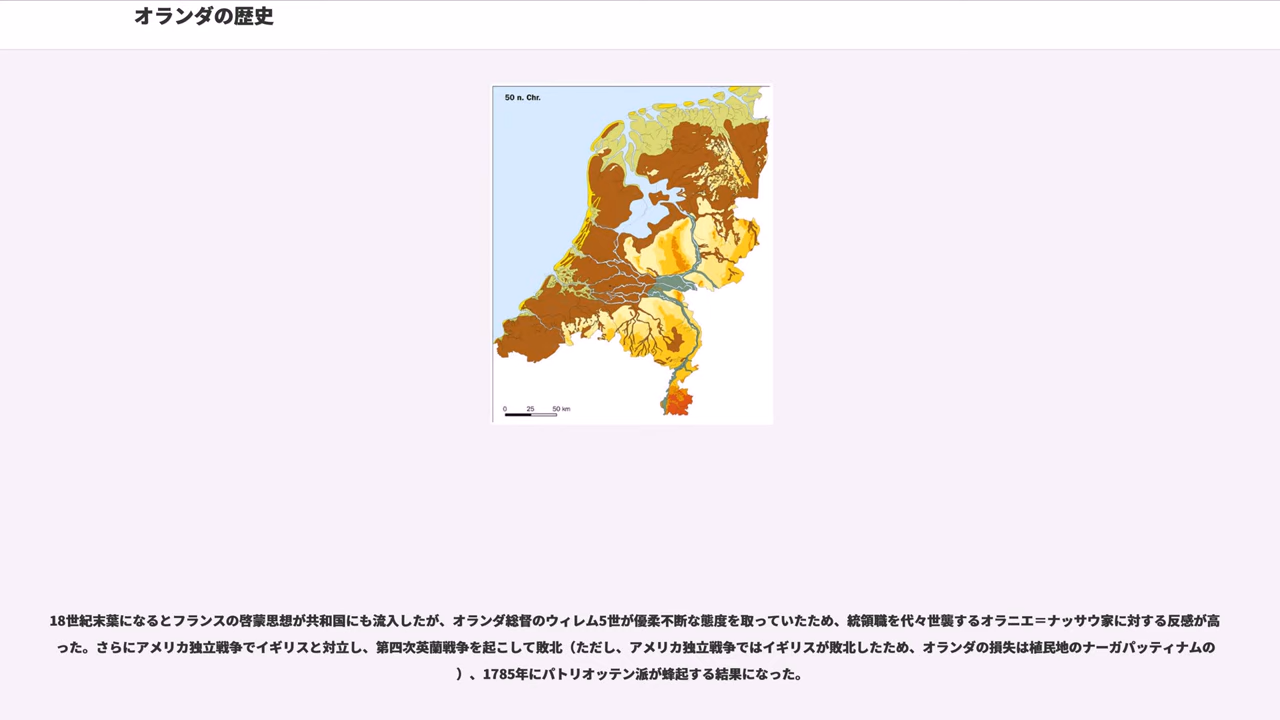 オランダの歴史
50 n. Chr.
0 25 50 km
18世紀末葉になるとフランスの啓蒙思想が共和国にも流入したが、オランダ総督のウィレム5世が優柔不断な態度を取っていたため、統領職を代々世襲するオラニエ＝ナッサウ家に対する反感が高
った。さらにアメリカ独立戦争でイギリスと対立し、第四次英蘭戦争を起こして敗北（ただし、アメリカ独立戦争ではイギリスが敗北したため、オランダの損失は植民地のナーガパッティナムの
）、1785年にパトリオッテン派が蜂起する結果になった。